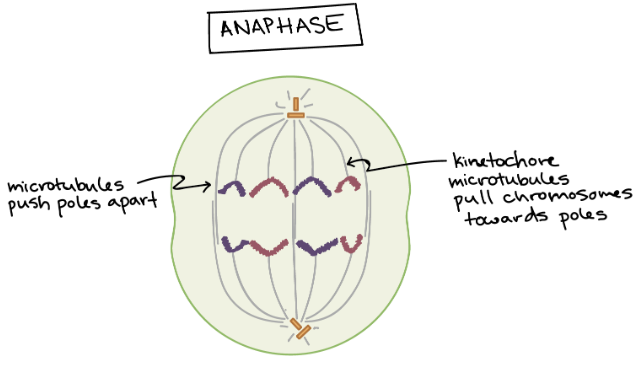 ANAPHASE
microtubules
push poles apart
kinetochore
microtubules
pull chromosomes
towards poles